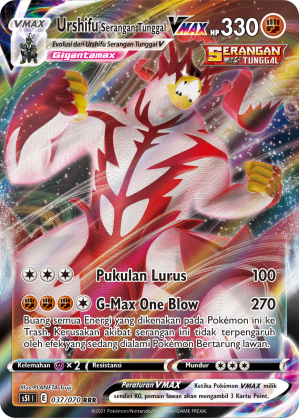 VMAX
Urshifu Serangan Tunggal VMAX HP 330
Evolusi dari Urshifu Serangan Tunggal V
Gigantamax
SERANGAN TUNGGAL
Pukulan Lurus 100
G-Max One Blow 270
Buang semua Energi yang dikenakan pada Pokémon ini ke
Trash. Kerusakan akibat serangan ini tidak terpengaruh
oleh efek yang sedang dialami Pokémon Bertarung lawan.
Kelemahan ×2 Resistansi Mundur
Illus. PLANETA Tsuji
Peraturan VMAX Ketika Pokémon VMAX milik
sendiri KO, pemain lawan akan mengambil 3 Kartu Point.
s5I I E 037/070 RRR
©2021 Pokémon/Nintendo/Creatures/GAME FREAK.